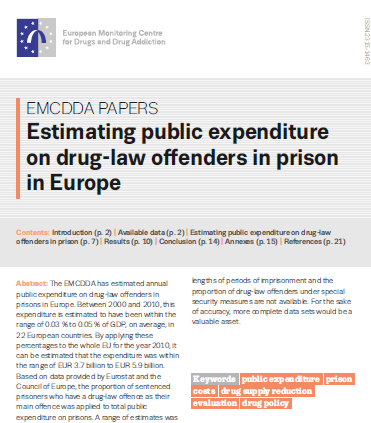 European Monitoring Centre
for Drugs and Drug Addiction
ISSN 2315-1463
EMCDDA PAPERS
Estimating public expenditure
on drug-law offenders in prison
in Europe
Contents: Introduction (p. 2) | Available data (p. 2) | Estimating public expenditure on drug-law
offenders in prison (p. 7) | Results (p. 10) | Conclusion (p. 14) | Annexes (p. 15) | References (p. 21)
Abstract: The EMCDDA has estimated annual
public expenditure on drug-law offenders in
prisons in Europe. Between 2000 and 2010, this
expenditure is estimated to have been within the
range of 0.03 % to 0.05 % of GDP, on average, in
22 European countries. By applying these
percentages to the whole EU for the year 2010, it
can be estimated that the expenditure was within
the range of EUR 3.7 billion to EUR 5.9 billion.
Based on data provided by Eurostat and the
Council of Europe, the proportion of sentenced
prisoners who have a drug-law offence as their
main offence was applied to total public
expenditure on prisons. A range of estimates was
lengths of periods of imprisonment and the
proportion of drug-law offenders under special
security measures are not available. For the sake
of accuracy, more complete data sets would be a
valuable asset.
Keywords | public expenditure | prison
costs | drug supply reduction
evaluation | drug policy